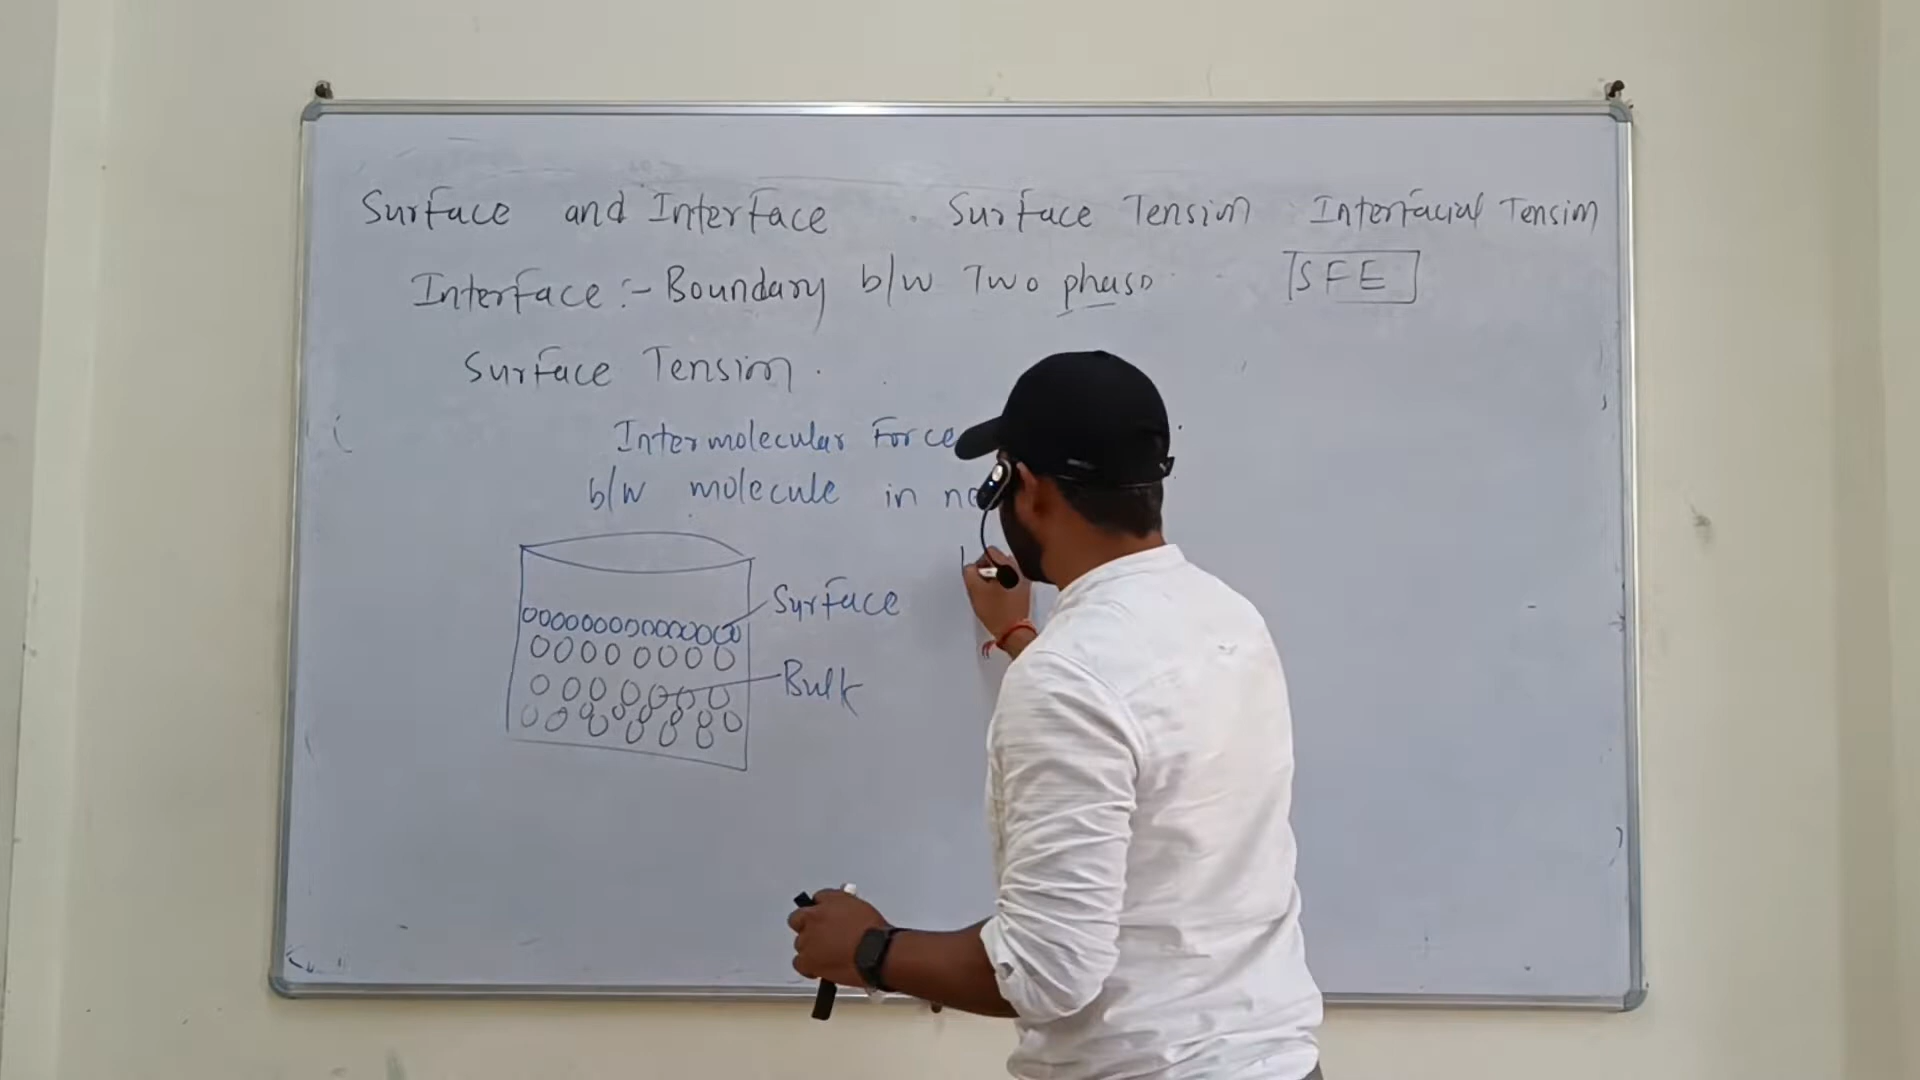 Surface and Interface . Surface Tension Interfacial Tension
Interface :- Boundary b/w Two phase
SFE
Surface Tension .
Intermolecular Force
b/w molecule in
Surface
Bulk